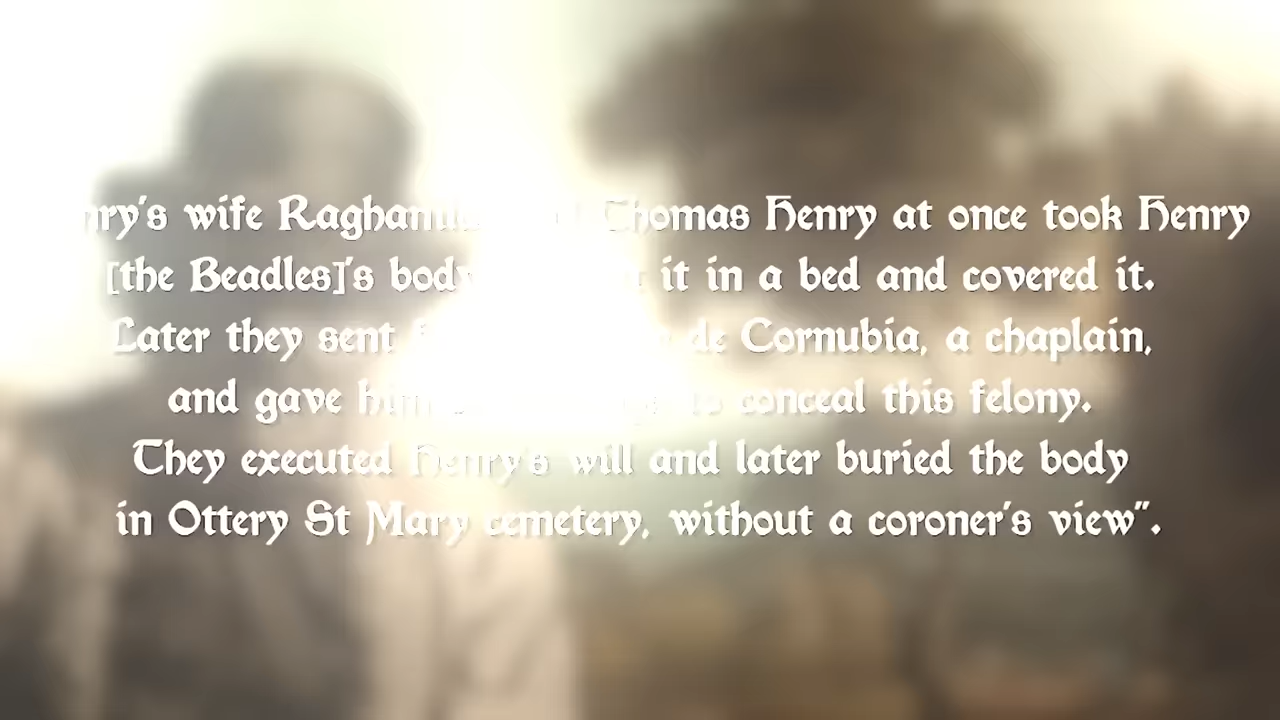 wife Thomas Henry at once took Henry
[the Beadles]'s body it in a bed and covered it.
Later they sent de Cornubia, a chaplain,
and gave to conceal this felony.
They executed Henry's will and later buried the body
in Ottery St Mary cemetery, without a coroner's view".